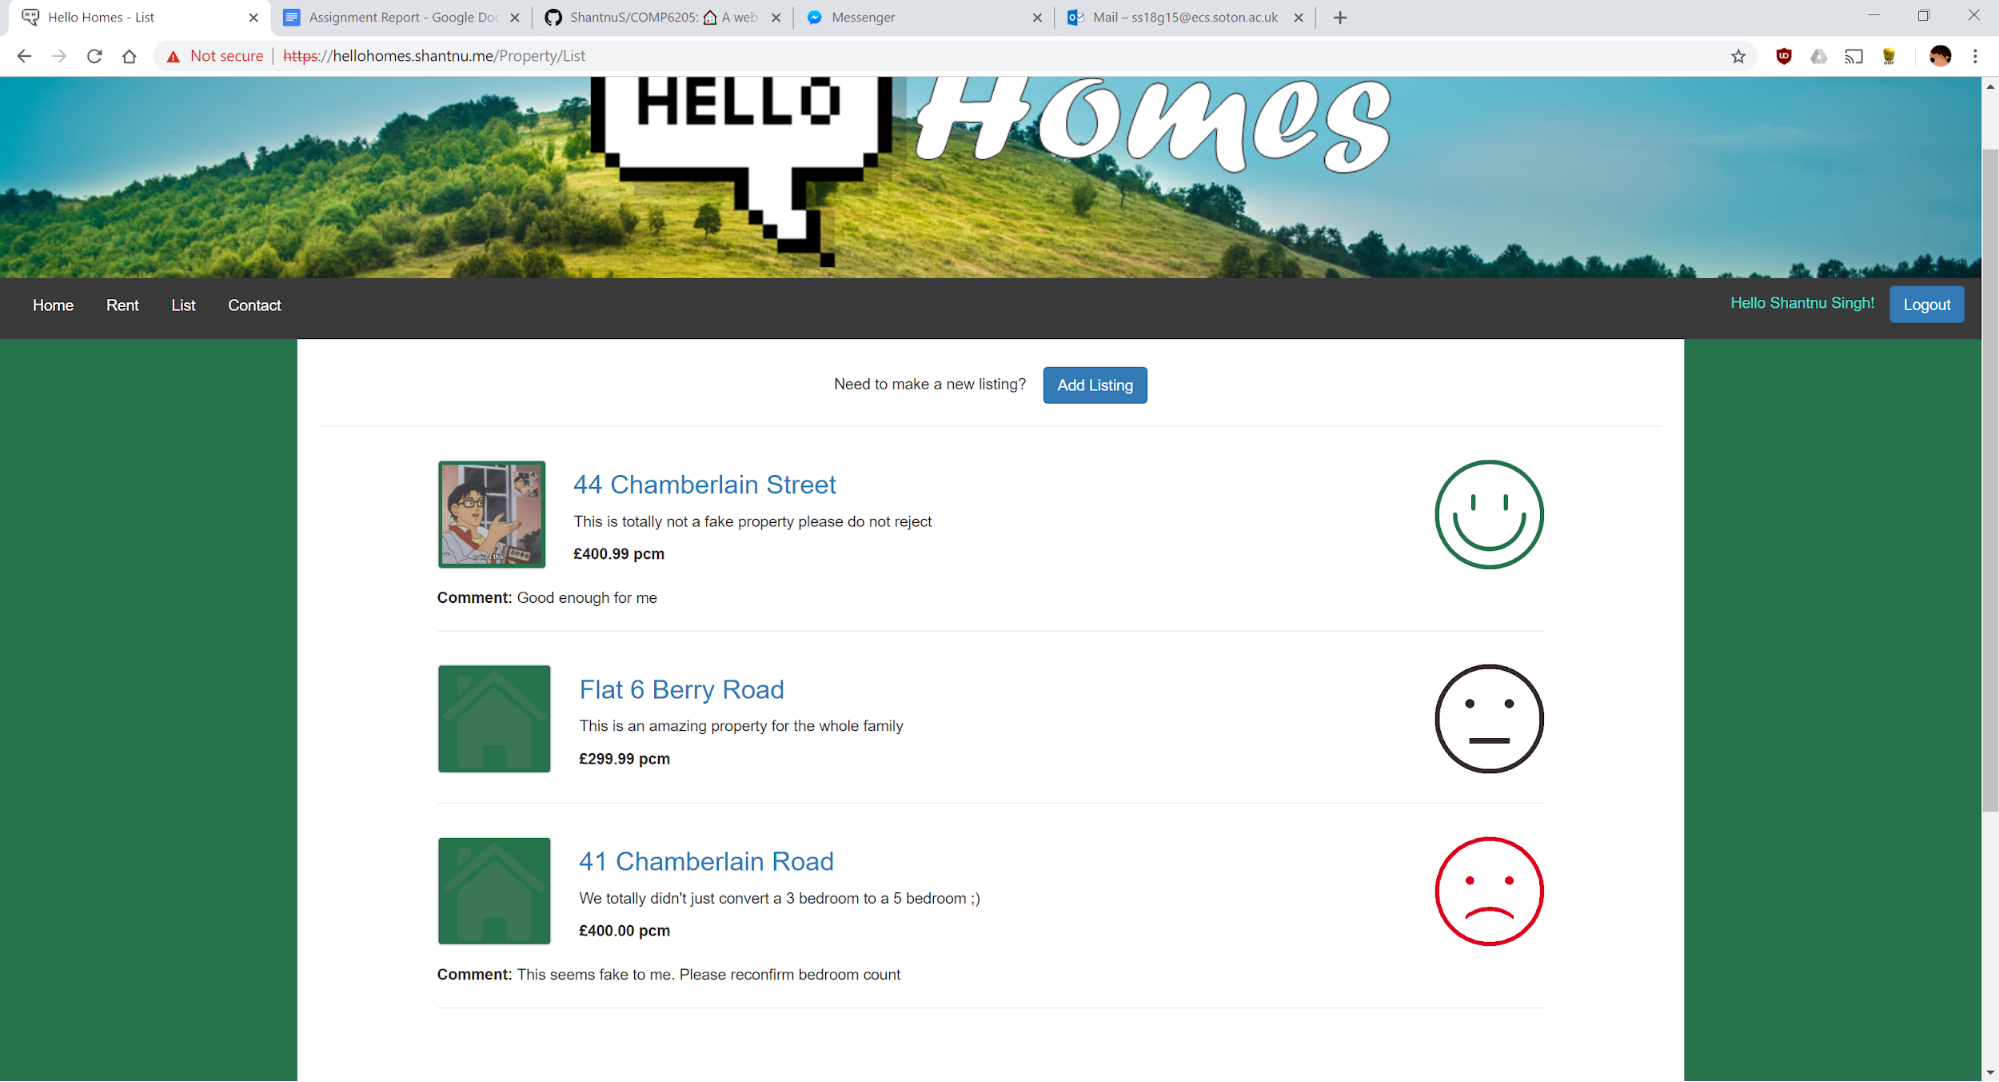 Hello Homes - List
Assignment Report - Google Doc
ShantnuS/COMP6205: A web
Messenger
Mail – ss18g15@ecs.soton.ac.uk
Not secure | https://hellohomes.shantnu.me/Property/List
HELLO Homes
Home Rent List Contact
Hello Shantnu Singh! Logout
Need to make a new listing? Add Listing
44 Chamberlain Street
This is totally not a fake property please do not reject
£400.99 pcm
Comment: Good enough for me
Flat 6 Berry Road
This is an amazing property for the whole family
£299.99 pcm
41 Chamberlain Road
We totally didn't just convert a 3 bedroom to a 5 bedroom ;)
£400.00 pcm
Comment: This seems fake to me. Please reconfirm bedroom count